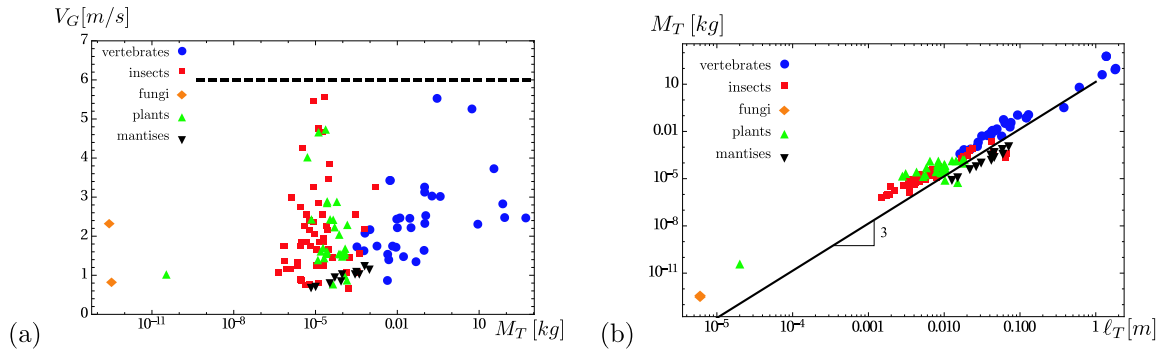 V_G[m/s]
7
6
5
4
3
2
1
0
vertebrates
insects
fungi
plants
mantises
10^-11
10^-8
10^-5
0.01
10
M_T [kg]
(a)
M_T [kg]
10
0.01
10^-5
10^-8
10^-11
vertebrates
insects
fungi
plants
mantises
3
10^-5
10^-4
0.001
0.010
0.100
1
ℓ_T[m]
(b)